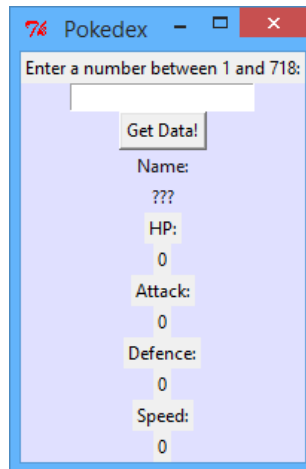 Pokedex
Enter a number between 1 and 718:
Get Data!
Name:
???
HP:
0
Attack:
0
Defence:
0
Speed:
0